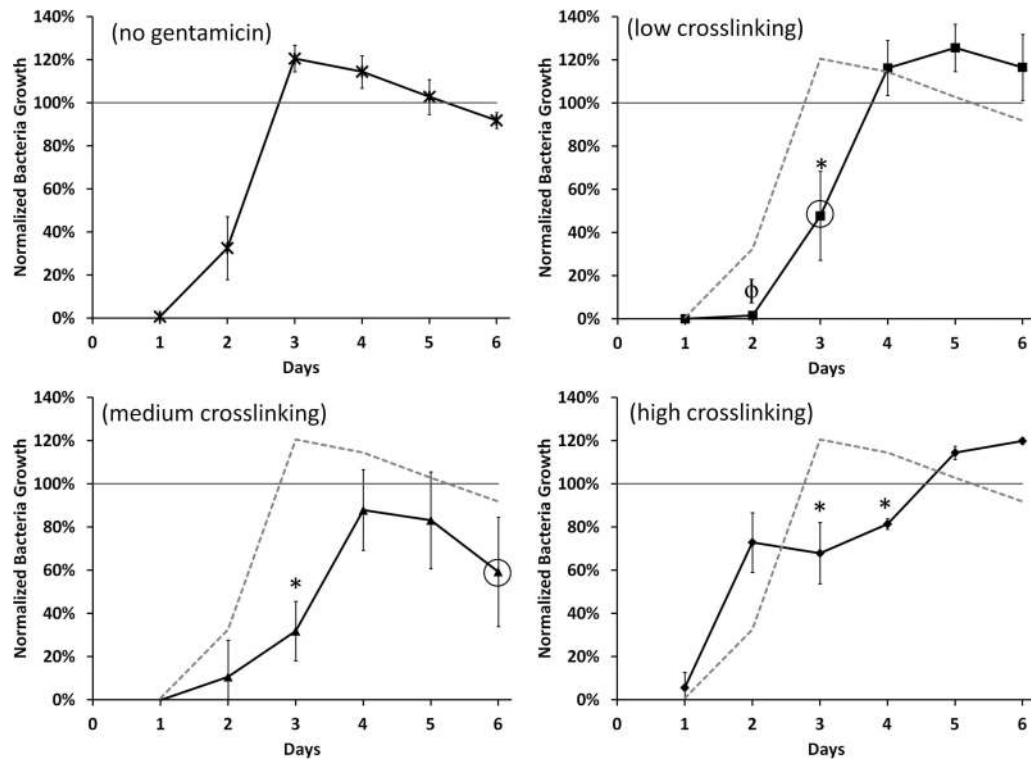 (no gentamicin)
Normalized Bacteria Growth
140%
120%
100%
80%
60%
40%
20%
0%
0 1 2 3 4 5 6
Days
(low crosslinking)
Normalized Bacteria Growth
140%
120%
100%
80%
60%
40%
20%
0%
*
ϕ
0 1 2 3 4 5 6
Days
(medium crosslinking)
Normalized Bacteria Growth
140%
120%
100%
80%
60%
40%
20%
0%
*
0 1 2 3 4 5 6
Days
(high crosslinking)
Normalized Bacteria Growth
140%
120%
100%
80%
60%
40%
20%
0%
* *
0 1 2 3 4 5 6
Days